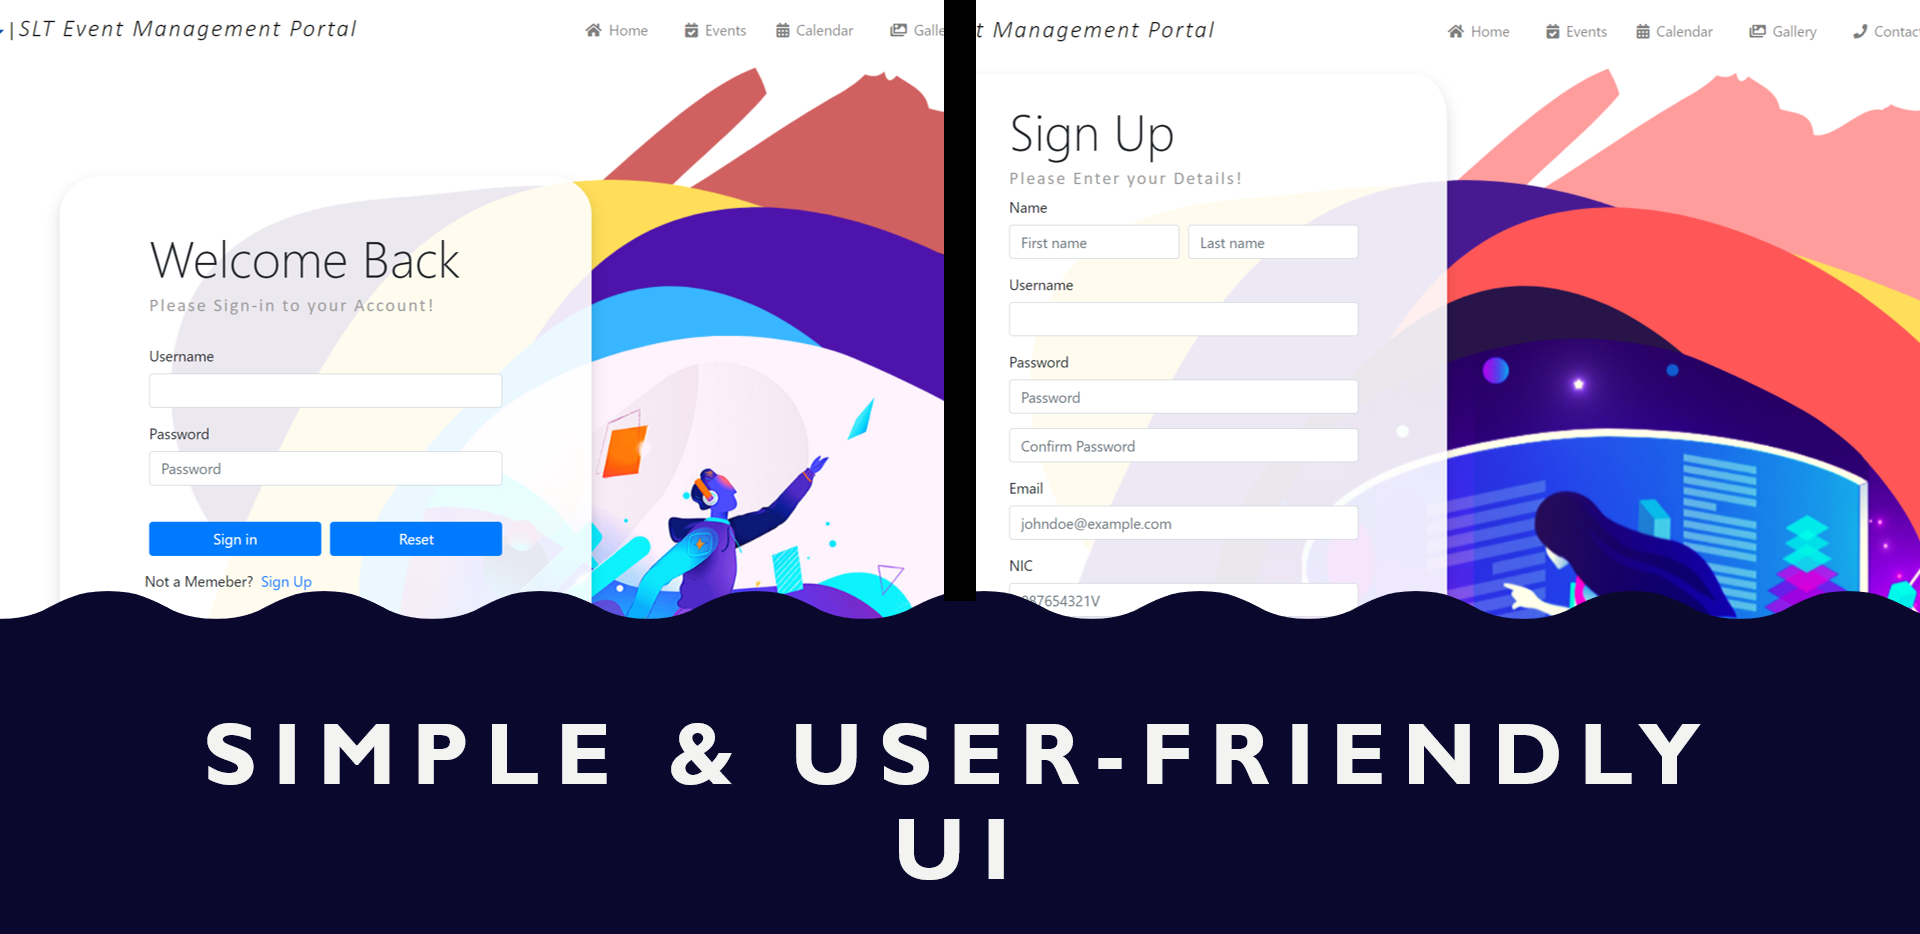 | SLT Event Management Portal
Home Events Calendar Galle
Welcome Back
Please Sign-in to your Account!
Username
Password
Password
Sign in Reset
Not a Memeber? Sign Up
t Management Portal
Home Events Calendar Gallery Contac
Sign Up
Please Enter your Details!
Name
First name Last name
Username
Password
Password
Confirm Password
Email
johndoe@example.com
NIC
987654321V
SIMPLE & USER-FRIENDLY
UI